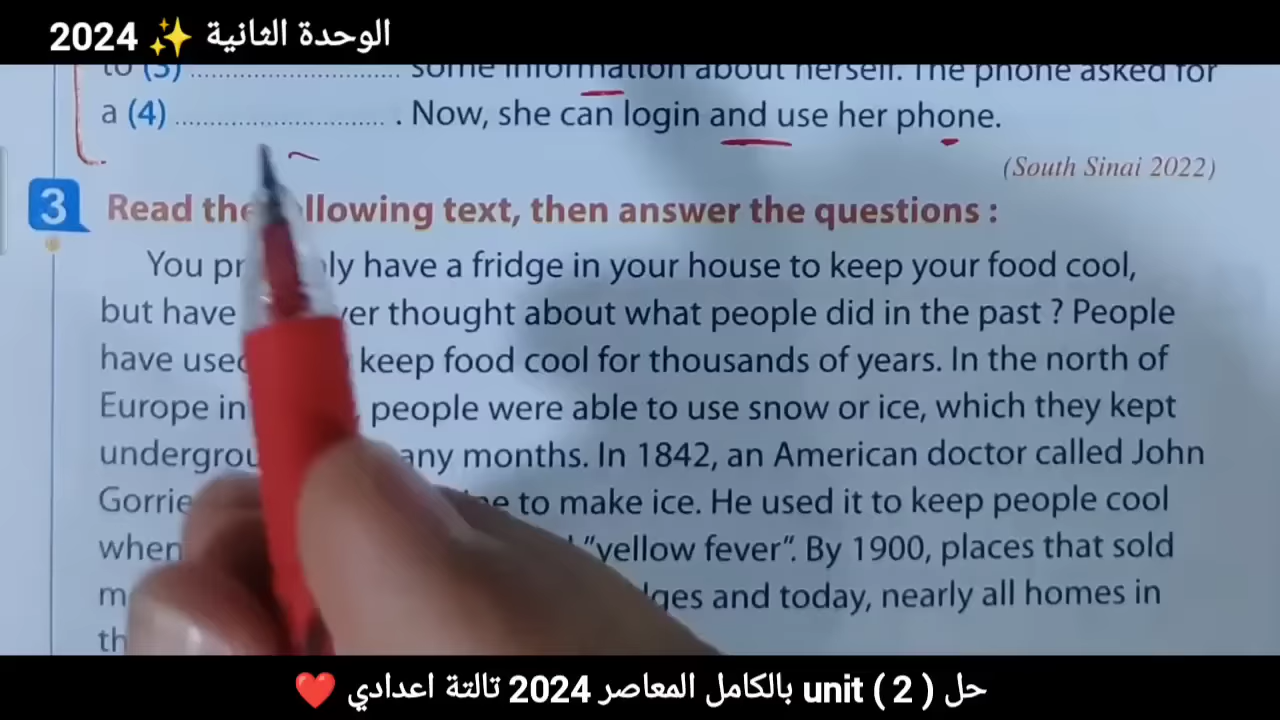 الوحدة الثانية ✨ 2024
to (3) .............................. some information about herself. The phone asked for
a (4) .............................. . Now, she can login and use her phone.
(South Sinai 2022)
3 Read the llowing text, then answer the questions :
You ly have a fridge in your house to keep your food cool,
but have thought about what people did in the past ? People
have keep food cool for thousands of years. In the north of
Europe in people were able to use snow or ice, which they kept
months. In 1842, an American doctor called John
Gorrie to make ice. He used it to keep people cool
when "yellow fever". By 1900, places that sold
and today, nearly all homes in
حل unit ( 2 ) بالكامل المعاصر 2024 تالتة اعدادي ❤️